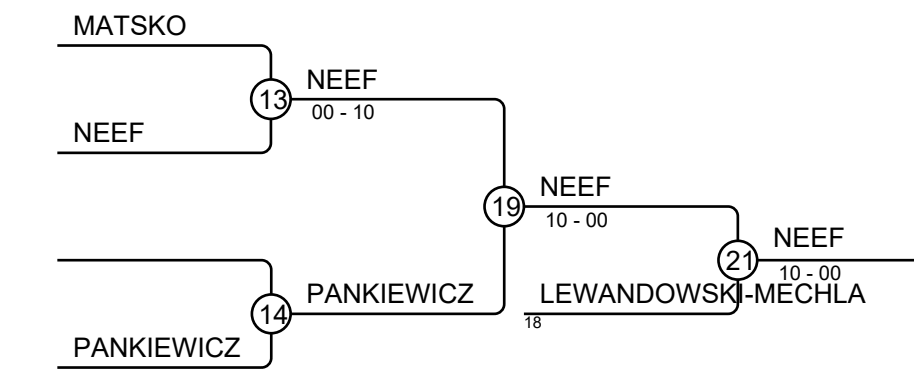 MATSKO
NEEF
13
00 - 10
NEEF
NEEF
19
10 - 00
NEEF
21
10 - 00
PANKIEWICZ
14
LEWANDOWSKI-MECHLA
18
PANKIEWICZ